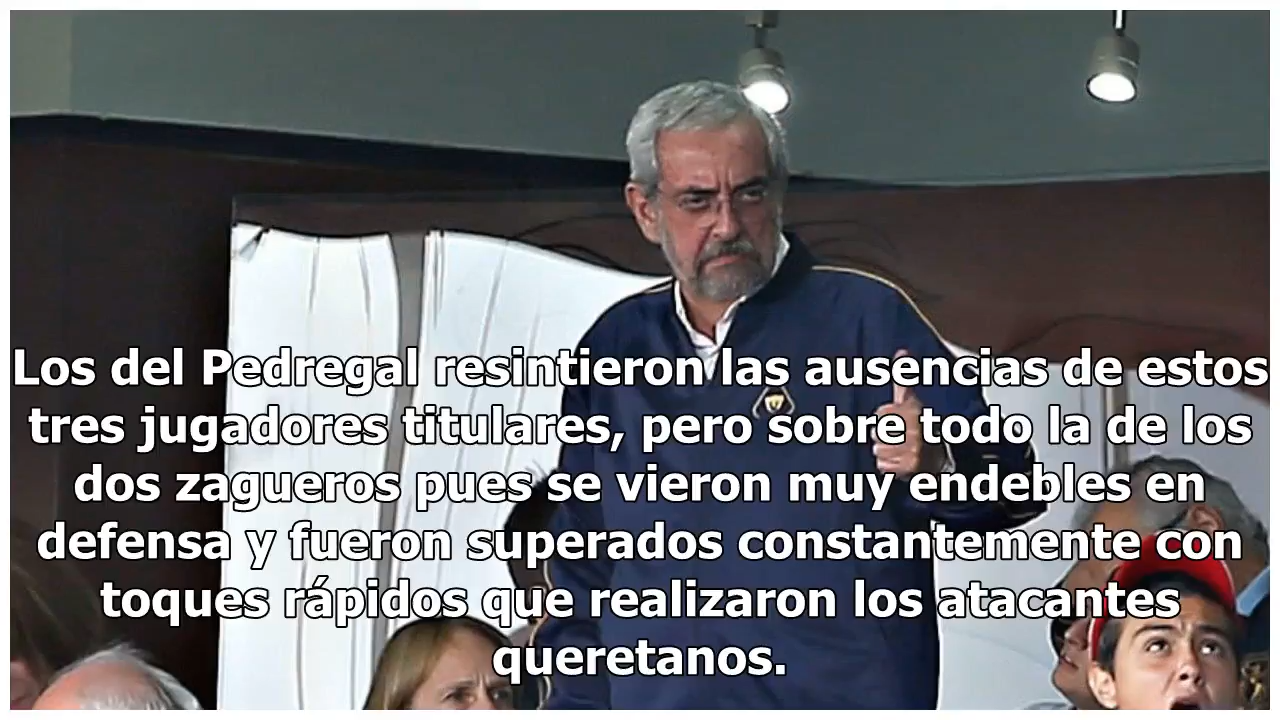 Los del Pedregal resintieron las ausencias de estos
tres jugadores titulares, pero sobre todo la de los
dos zagueros pues se vieron muy endebles en
defensa y fueron superados constantemente con
toques rápidos que realizaron los atacantes
queretanos.